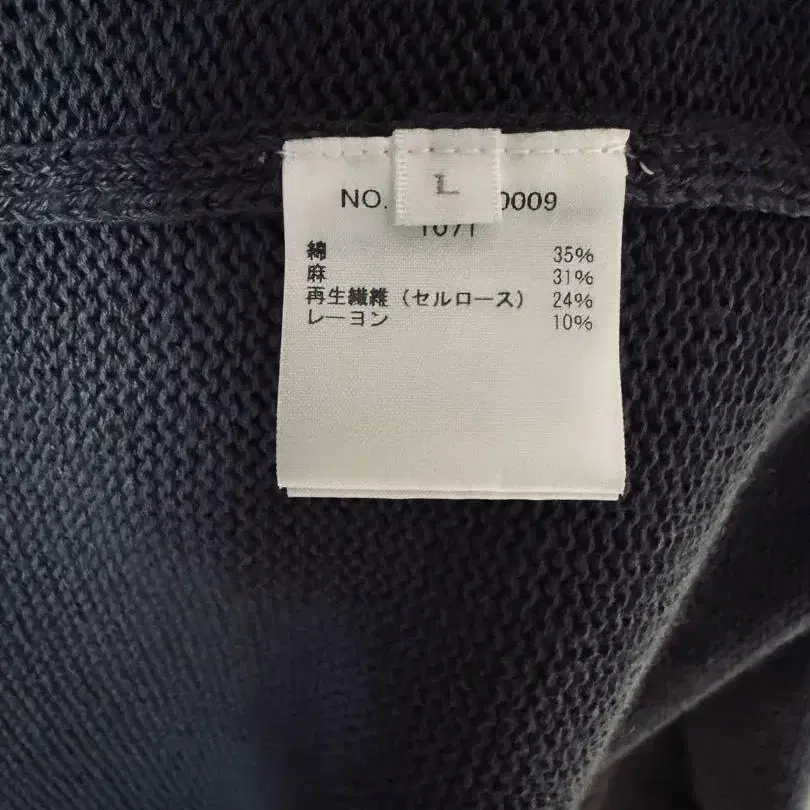 L
NO. 0009
綿 35%
麻 31%
再生繊維 (セルロース) 24%
レーヨン 10%